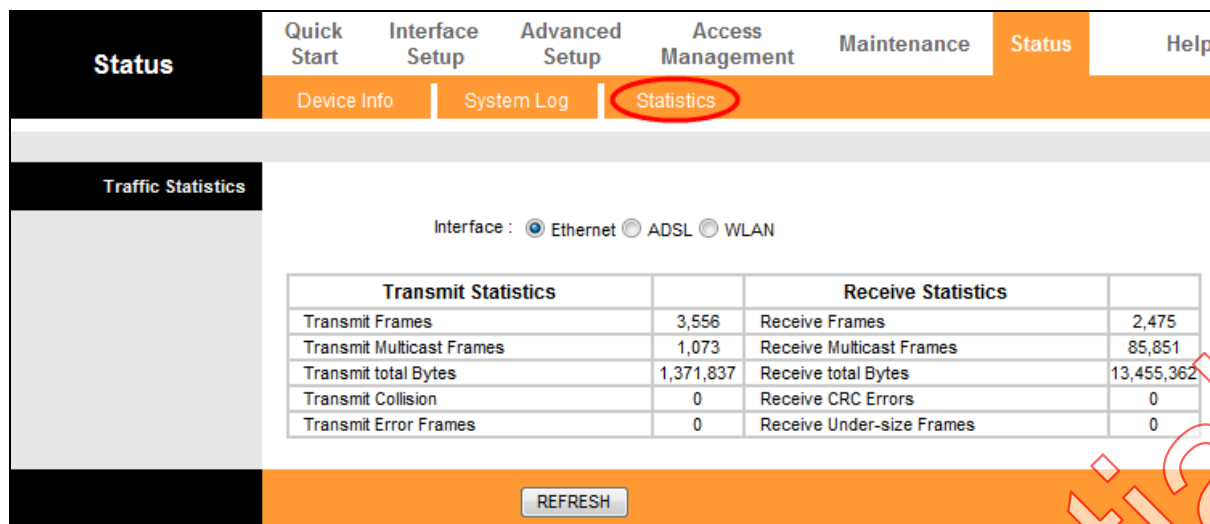 Status
Quick Start
Interface Setup
Advanced Setup
Access Management
Maintenance
Status
Help
Device Info
System Log
Statistics
Traffic Statistics
Interface : Ethernet ADSL WLAN
Transmit Statistics Receive Statistics
Transmit Frames 3,556 Receive Frames 2,475
Transmit Multicast Frames 1,073 Receive Multicast Frames 85,851
Transmit total Bytes 1,371,837 Receive total Bytes 13,455,362
Transmit Collision 0 Receive CRC Errors 0
Transmit Error Frames 0 Receive Under-size Frames 0
REFRESH